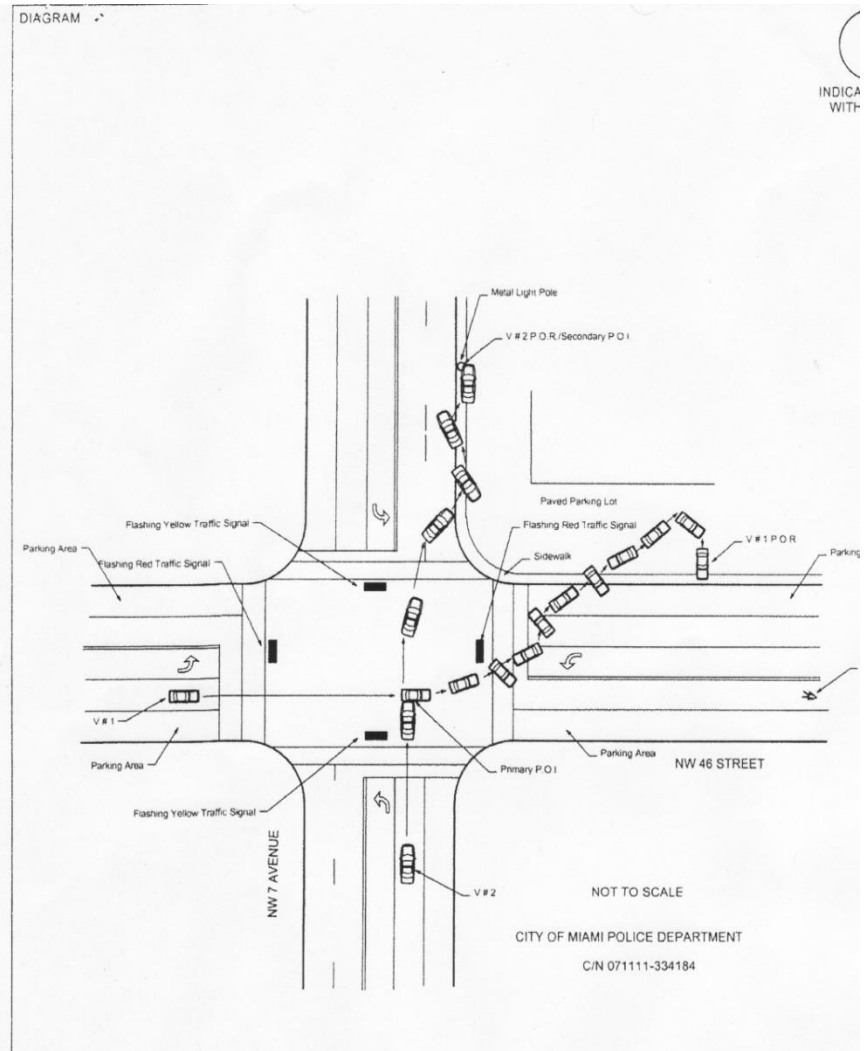 DIAGRAM
INDICA
WITH
Metal Light Pole
V # 2 P.O.R./Secondary P.O.I
Paved Parking Lot
Flashing Yellow Traffic Signal
Flashing Red Traffic Signal
Parking Area
Flashing Red Traffic Signal
Sidewalk
V # 1 P.O.R
Parking
V # 1
Parking Area
Primary P.O.I
Parking Area
NW 46 STREET
Flashing Yellow Traffic Signal
NW 7 AVENUE
V # 2
NOT TO SCALE
CITY OF MIAMI POLICE DEPARTMENT
C/N 071111-334184